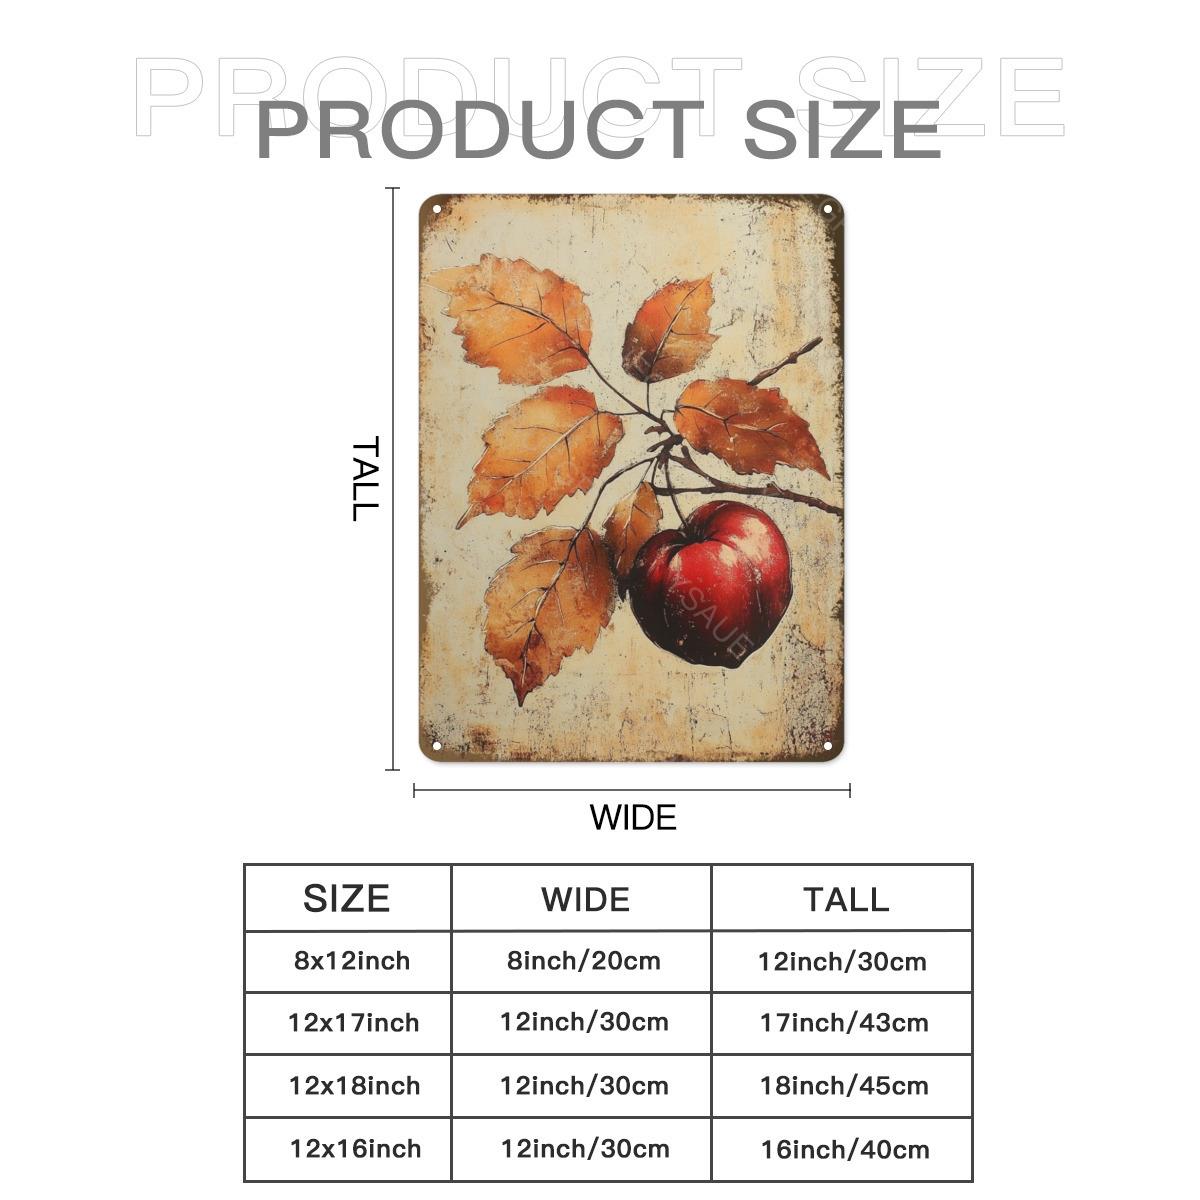 PRODUCT SIZE
PRODUCT SIZE
TALL
WIDE
SIZE WIDE TALL
8x12inch 8inch/20cm 12inch/30cm
12x17inch 12inch/30cm 17inch/43cm
12x18inch 12inch/30cm 18inch/45cm
12x16inch 12inch/30cm 16inch/40cm